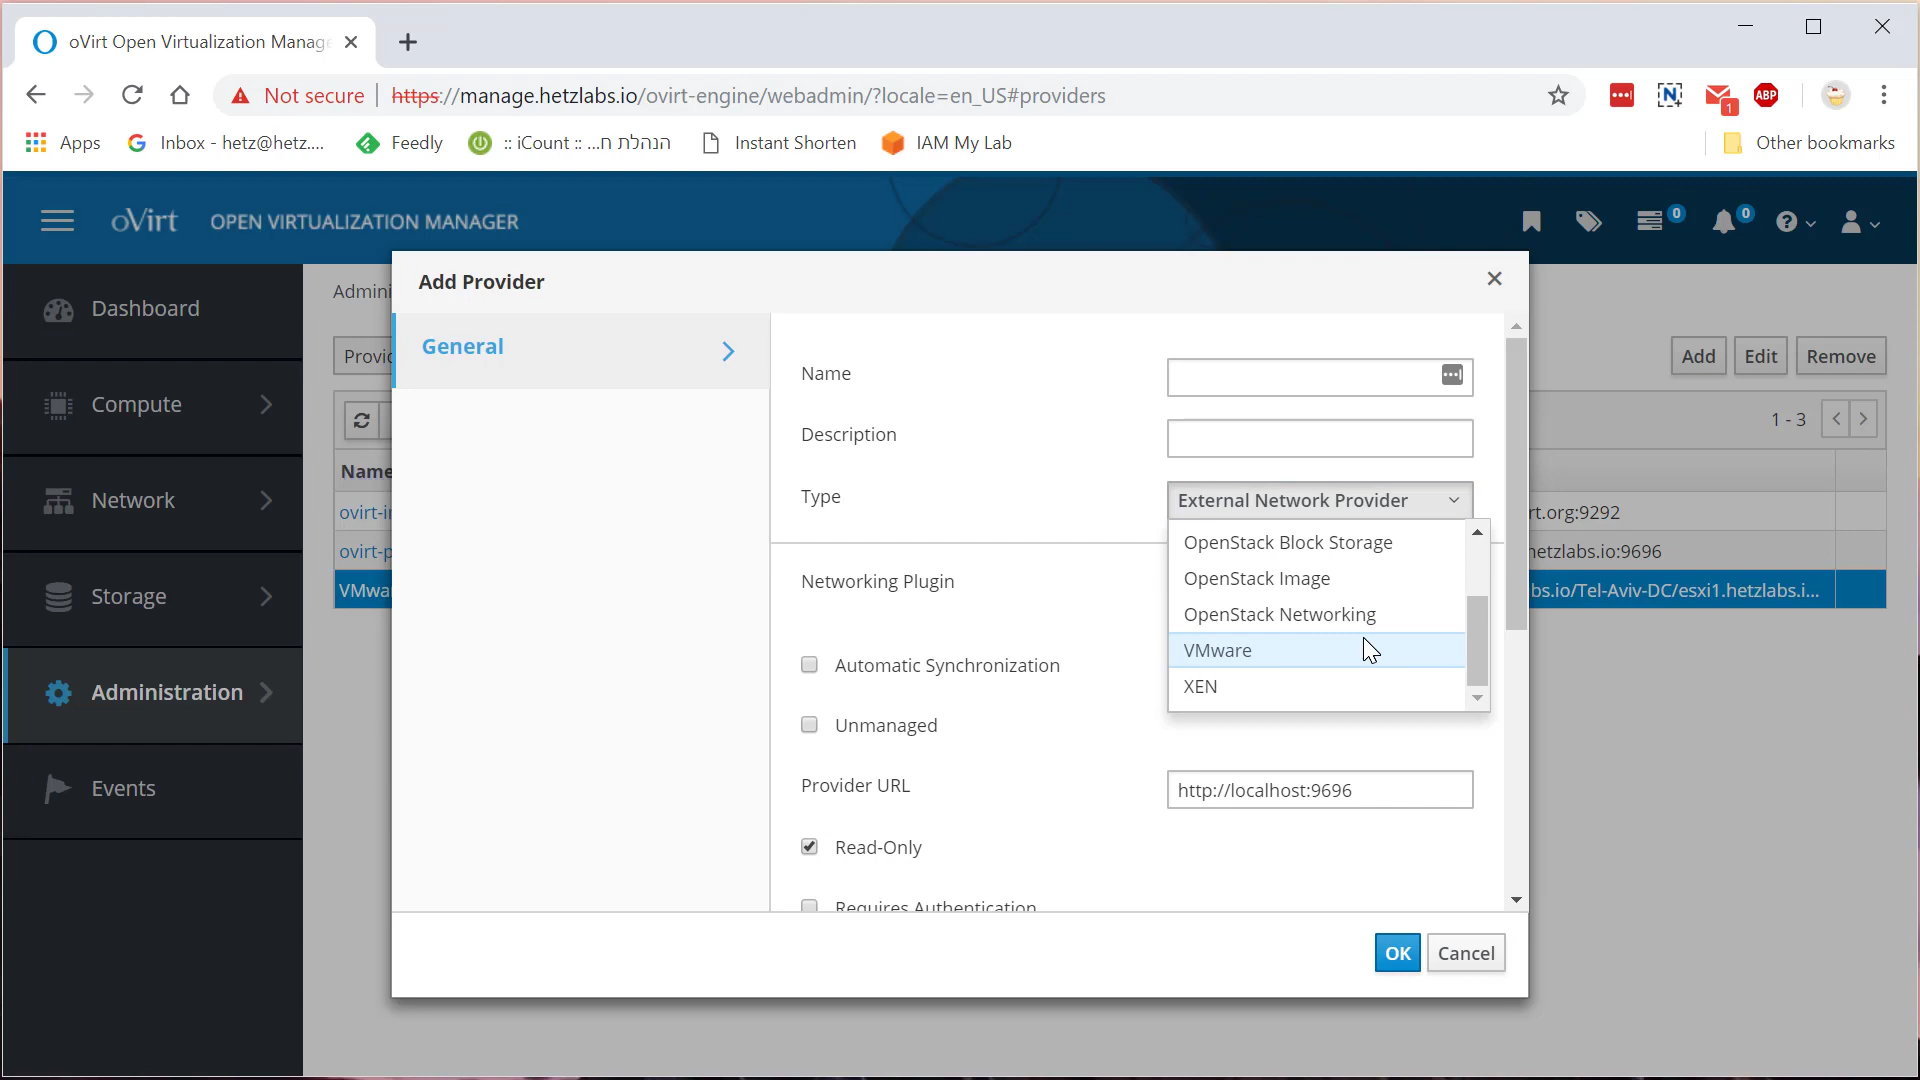 oVirt Open Virtualization Manage
Not secure
https://manage.hetzlabs.io/ovirt-engine/webadmin/?locale=en_US#providers
1
ABP
Apps
Inbox - hetz@hetz....
Feedly
:: iCount :: ...הנהלת ח
Instant Shorten
IAM My Lab
Other bookmarks
oVirt
OPEN VIRTUALIZATION MANAGER
0
0
Dashboard
Compute
Network
Storage
Administration
Events
Admini
Provid
Add
Edit
Remove
1 - 3
Name
ovirt-i
rt.org:9292
ovirt-p
hetzlabs.io:9696
VMwa
bs.io/Tel-Aviv-DC/esxi1.hetzlabs.i...
Add Provider
General
Name
Description
Type
External Network Provider
OpenStack Block Storage
OpenStack Image
OpenStack Networking
VMware
XEN
Networking Plugin
Automatic Synchronization
Unmanaged
Provider URL
http://localhost:9696
Read-Only
Requires Authentication
OK
Cancel